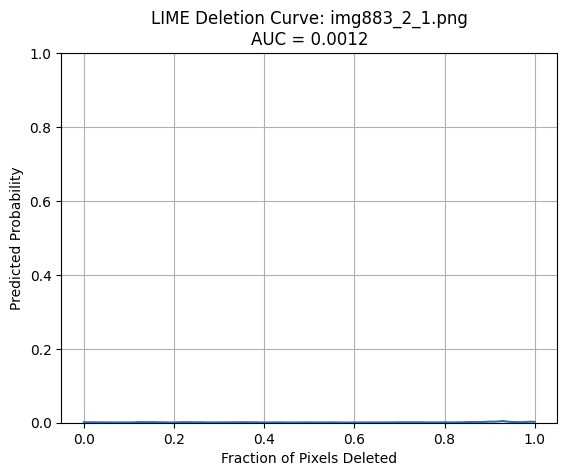 LIME Deletion Curve: img883_2_1.png
AUC = 0.0012
1.0
0.8
0.6
0.4
0.2
0.0
Predicted Probability
0.0 0.2 0.4 0.6 0.8 1.0
Fraction of Pixels Deleted